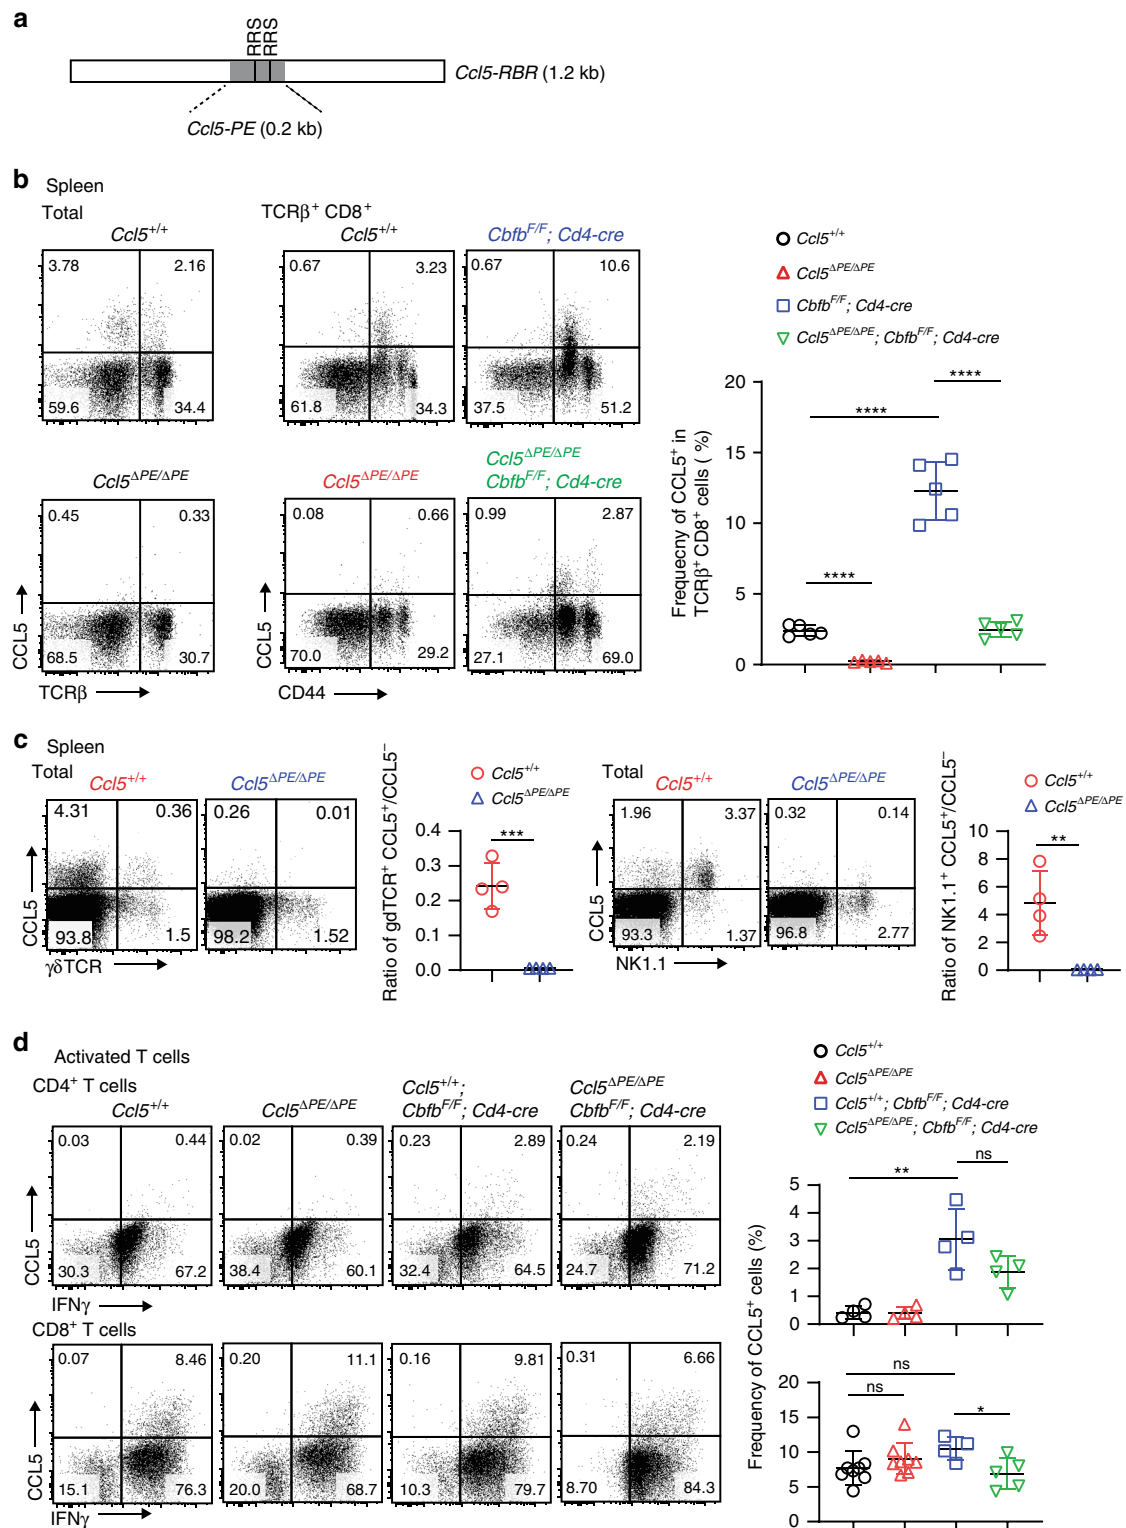 a
RRS
RRS
Ccl5-RBR (1.2 kb)
Ccl5-PE (0.2 kb)
b Spleen
Total
TCRβ⁺ CD8⁺
Ccl5⁺/⁺
Ccl5⁺/⁺
Cbfbᶠ/ᶠ; Cd4-cre
3.78 2.16
59.6 34.4
0.67 3.23
61.8 34.3
0.67 10.6
37.5 51.2
Ccl5ΔPE/ΔPE
Ccl5ΔPE/ΔPE
Ccl5ΔPE/ΔPE
CbfbF/F; Cd4-cre
0.45 0.33
68.5 30.7
0.08 0.66
70.0 29.2
0.99 2.87
27.1 69.0
CCL5
TCRβ
CCL5
CD44
Ccl5+/+
Ccl5ΔPE/ΔPE
CbfbF/F; Cd4-cre
Ccl5ΔPE/ΔPE; CbfbF/F; Cd4-cre
Frequecny of CCL5+ in
TCRβ+ CD8+ cells ( %)
20
15
10
5
0
****
****
****
c Spleen
Total
Ccl5+/+
Ccl5ΔPE/ΔPE
4.31 0.36
93.8 1.5
0.26 0.01
98.2 1.52
CCL5
γδTCR
Ratio of gdTCR+ CCL5+/CCL5−
Ccl5+/+
Ccl5ΔPE/ΔPE
0.4
0.3
0.2
0.1
0.0
***
Total
Ccl5+/+
Ccl5ΔPE/ΔPE
1.96 3.37
93.3 1.37
0.32 0.14
96.8 2.77
CCL5
NK1.1
Ratio of NK1.1+ CCL5+/CCL5−
Ccl5+/+
Ccl5ΔPE/ΔPE
10
8
6
4
2
0
**
d
Activated T cells
CD4+ T cells
Ccl5+/+
Ccl5ΔPE/ΔPE
Ccl5+/+;
CbfbF/F; Cd4-cre
Ccl5ΔPE/ΔPE
CbfbF/F; Cd4-cre
0.03 0.44
30.3 67.2
0.02 0.39
38.4 60.1
0.23 2.89
32.4 64.5
0.24 2.19
24.7 71.2
CCL5
IFNγ
CD8+ T cells
0.07 8.46
15.1 76.3
0.20 11.1
20.0 68.7
0.16 9.81
10.3 79.7
0.31 6.66
8.70 84.3
CCL5
IFNγ
Ccl5+/+
Ccl5ΔPE/ΔPE
Ccl5+/+; CbfbF/F; Cd4-cre
Ccl5ΔPE/ΔPE; CbfbF/F; Cd4-cre
Frequency of CCL5+ cells (%)
ns
**
5
4
3
2
1
0
ns
ns
*
20
15
10
5
0